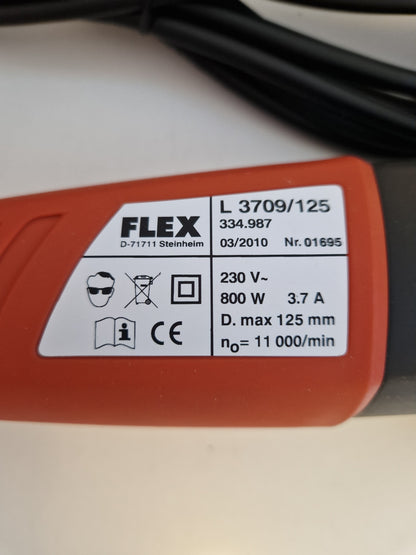 FLEX
D-71711 Steinheim
L 3709/125
334.987
03/2010 Nr. 01695
230 V~
800 W 3.7 A
D. max 125 mm
n₀= 11 000/min
i
CE